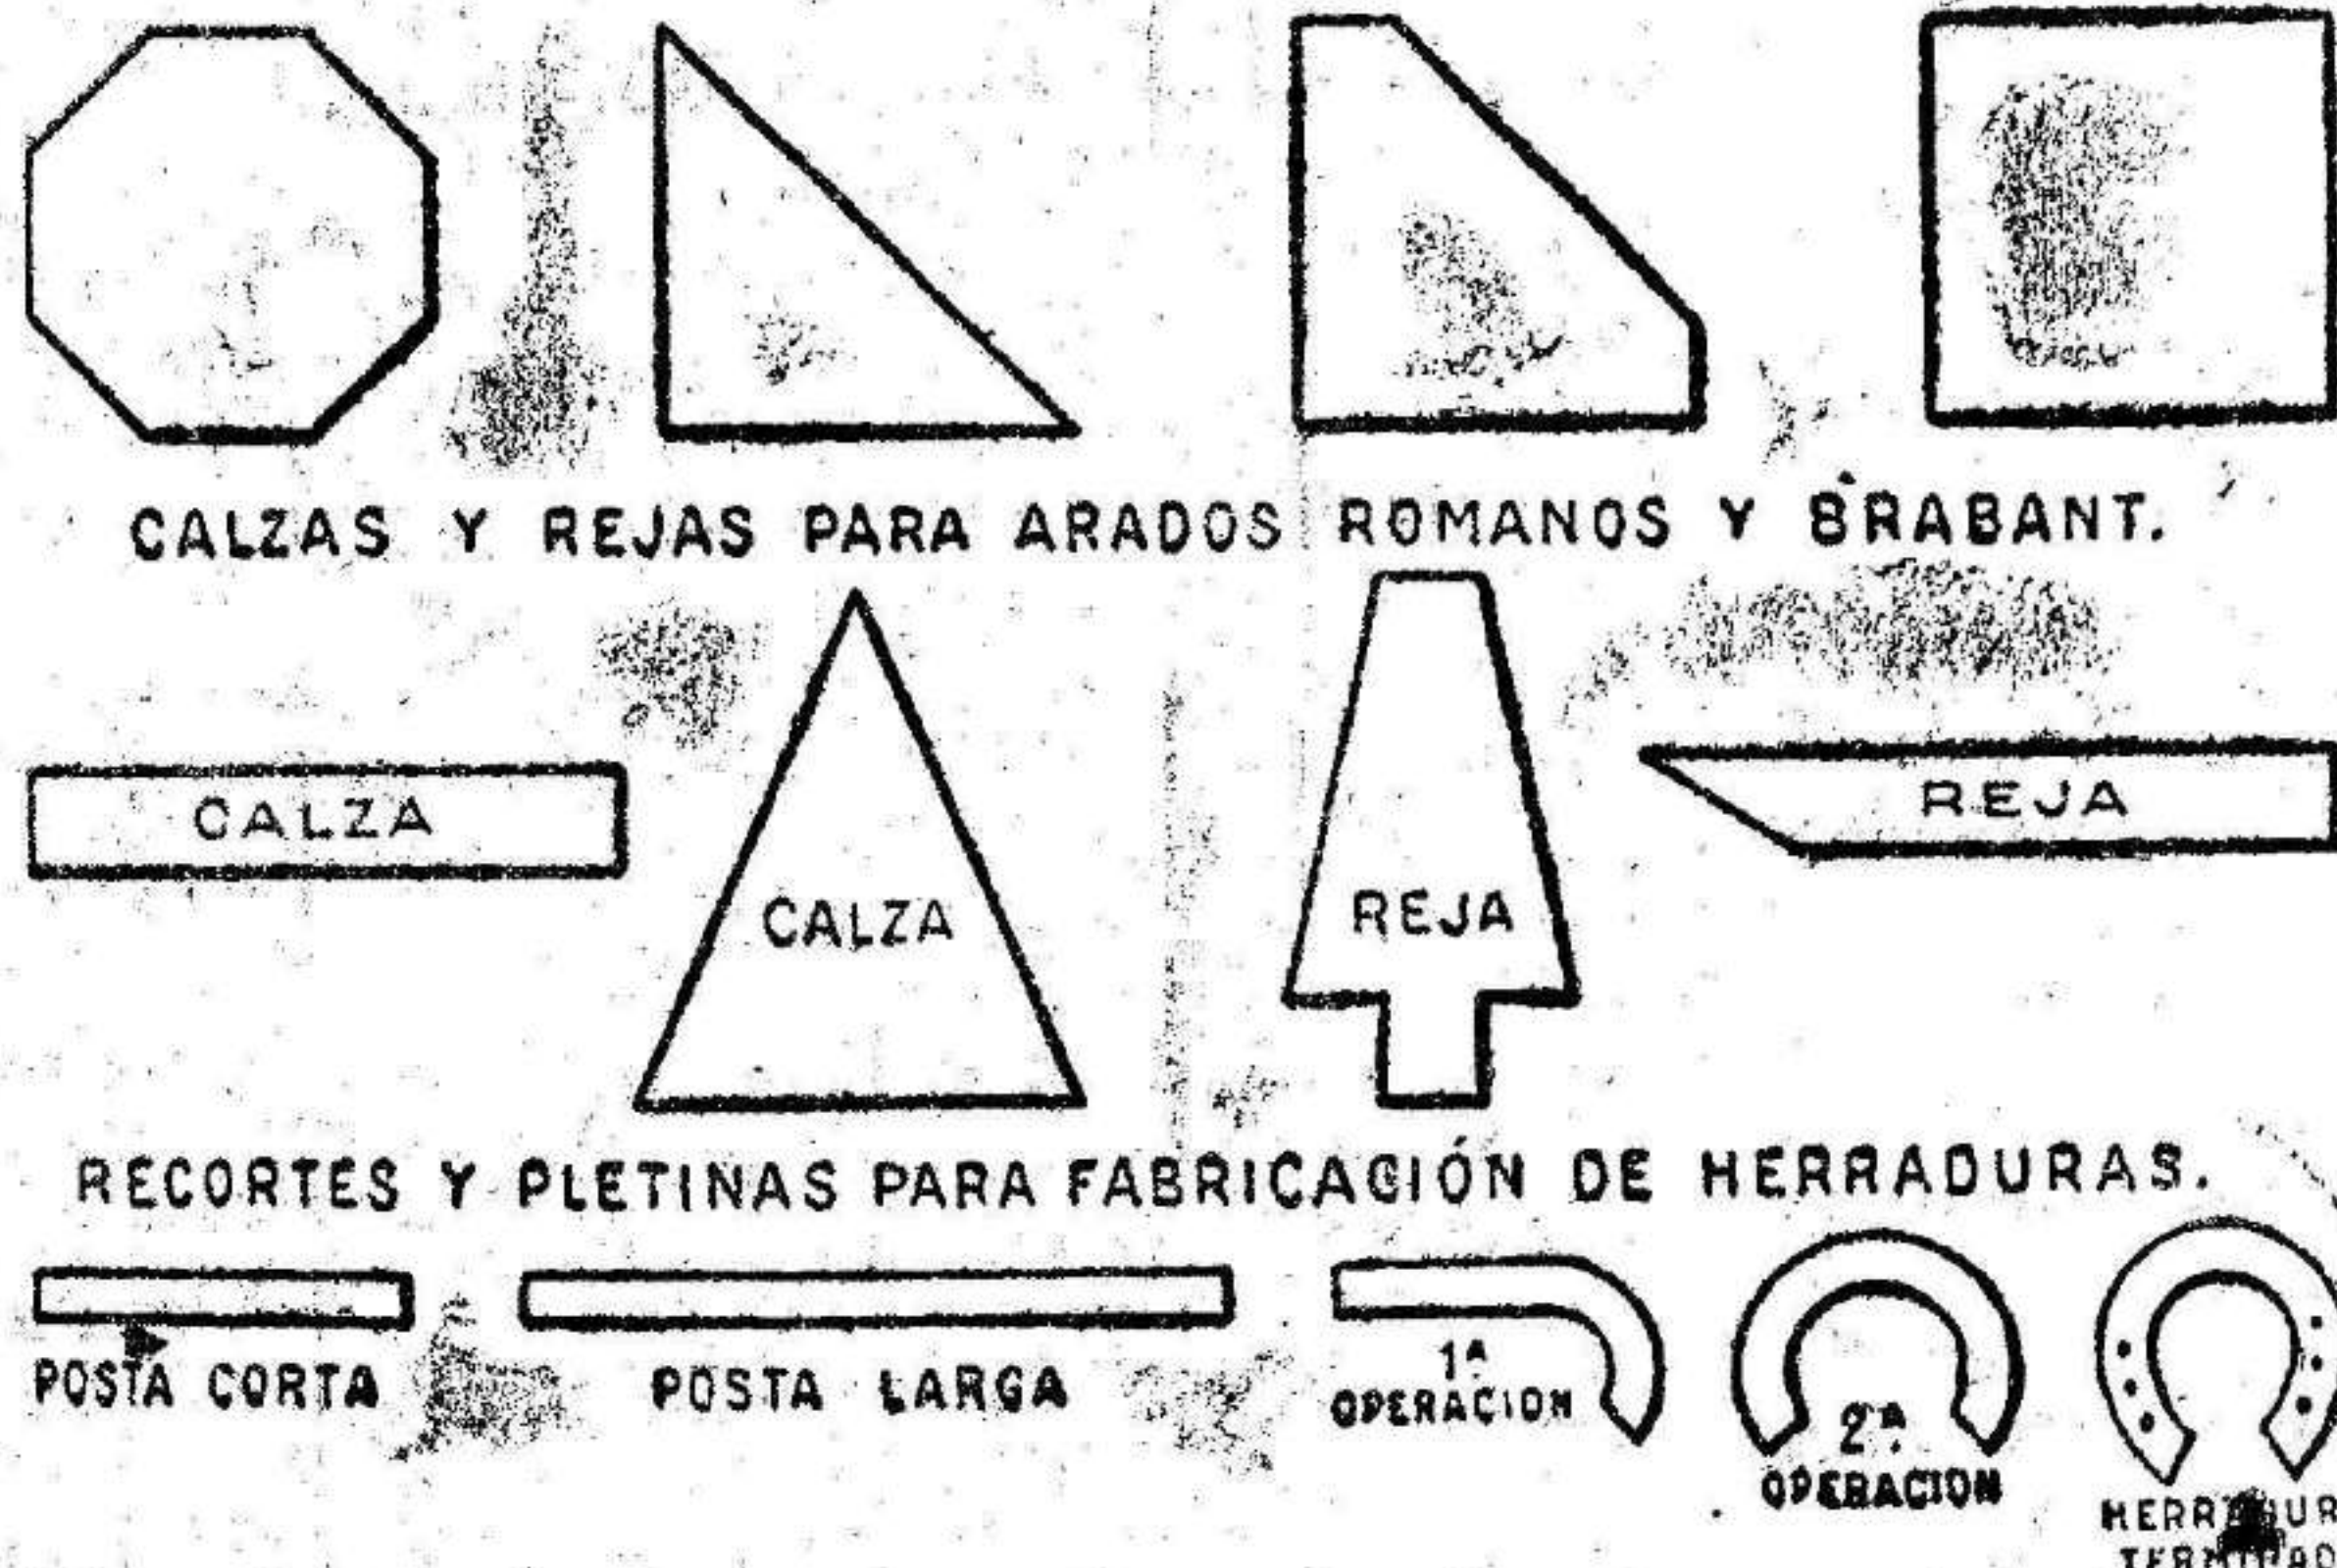 CALZAS Y REJAS PARA ARADOS ROMANOS Y BRABANT.
CALZA
CALZA
REJA
REJA
RECORTES Y PLETINAS PARA FABRICACIÓN DE HERRADURAS.
POSTA CORTA
POSTA LARGA
1ª
OPERACION
2ª
OPERACION